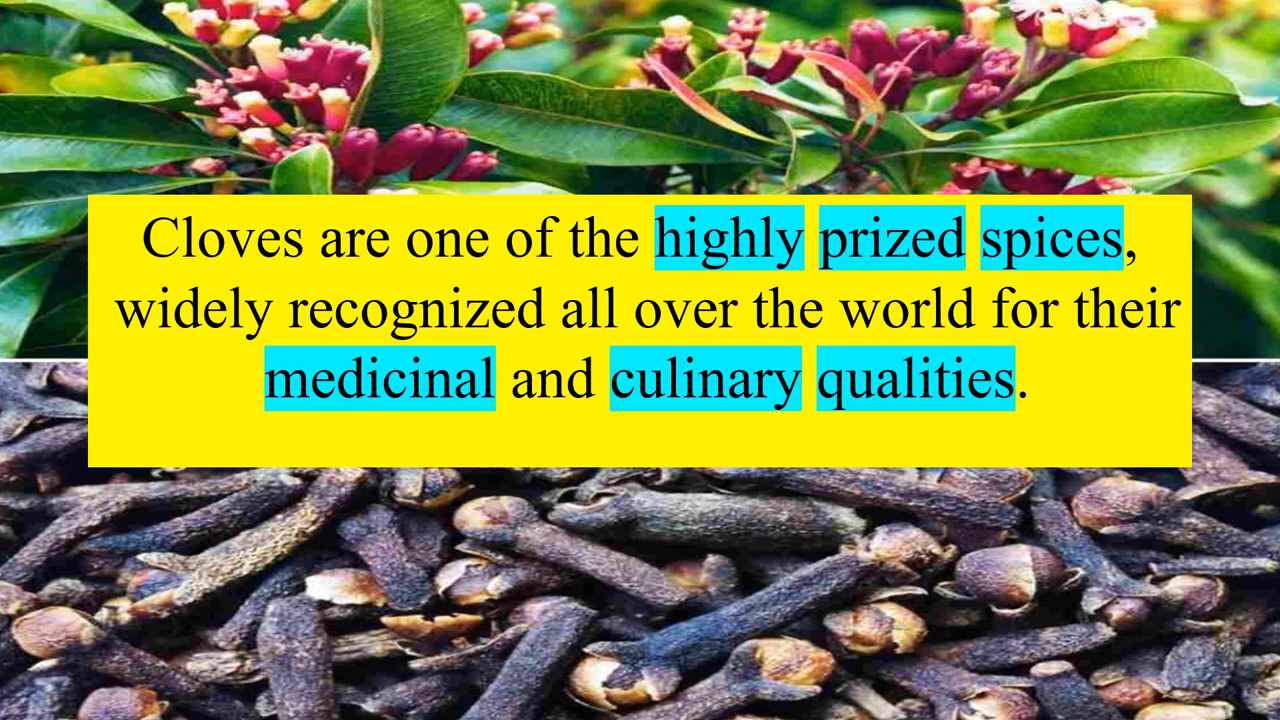 Cloves are one of the highly prized spices,
widely recognized all over the world for their
medicinal and culinary qualities.